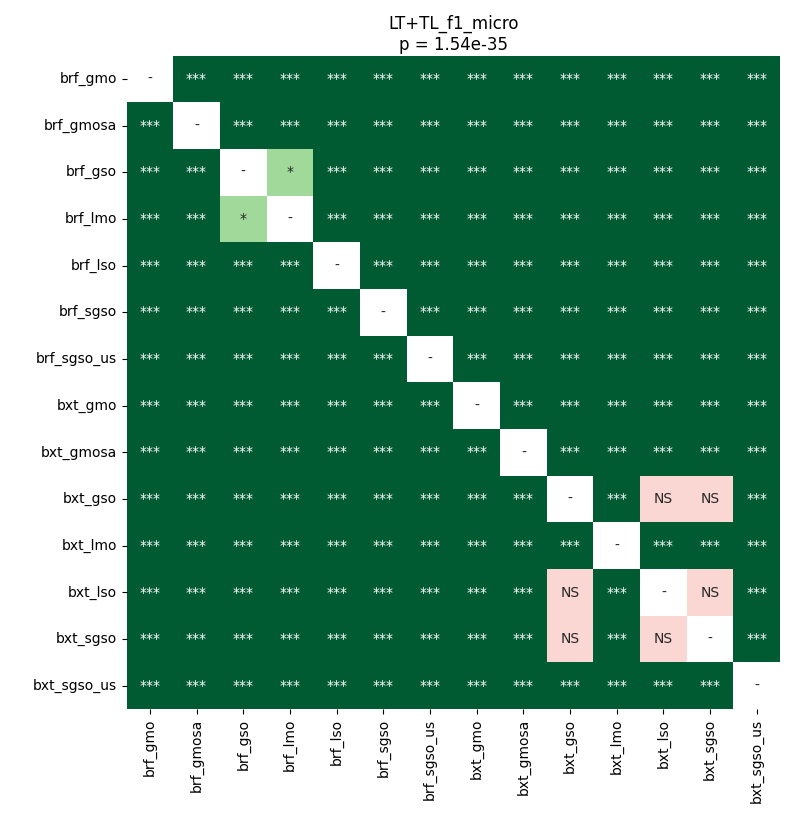 LT+TL_f1_micro
p = 1.54e-35
brf_gmo - *** *** *** *** *** *** *** *** *** *** *** *** ***
brf_gmosa *** - *** *** *** *** *** *** *** *** *** *** *** ***
brf_gso *** *** - * *** *** *** *** *** *** *** *** *** ***
brf_lmo *** *** * - *** *** *** *** *** *** *** *** *** ***
brf_lso *** *** *** *** - *** *** *** *** *** *** *** *** ***
brf_sgso *** *** *** *** *** - *** *** *** *** *** *** *** ***
brf_sgso_us *** *** *** *** *** *** - *** *** *** *** *** *** ***
bxt_gmo *** *** *** *** *** *** *** - *** *** *** *** *** ***
bxt_gmosa *** *** *** *** *** *** *** *** - *** *** *** *** ***
bxt_gso *** *** *** *** *** *** *** *** *** - *** NS NS ***
bxt_lmo *** *** *** *** *** *** *** *** *** *** - *** *** ***
bxt_lso *** *** *** *** *** *** *** *** *** NS *** - NS ***
bxt_sgso *** *** *** *** *** *** *** *** *** NS *** NS - ***
bxt_sgso_us *** *** *** *** *** *** *** *** *** *** *** *** *** -
brf_gmo brf_gmosa brf_gso brf_lmo brf_lso brf_sgso brf_sgso_us bxt_gmo bxt_gmosa bxt_gso bxt_lmo bxt_lso bxt_sgso bxt_sgso_us